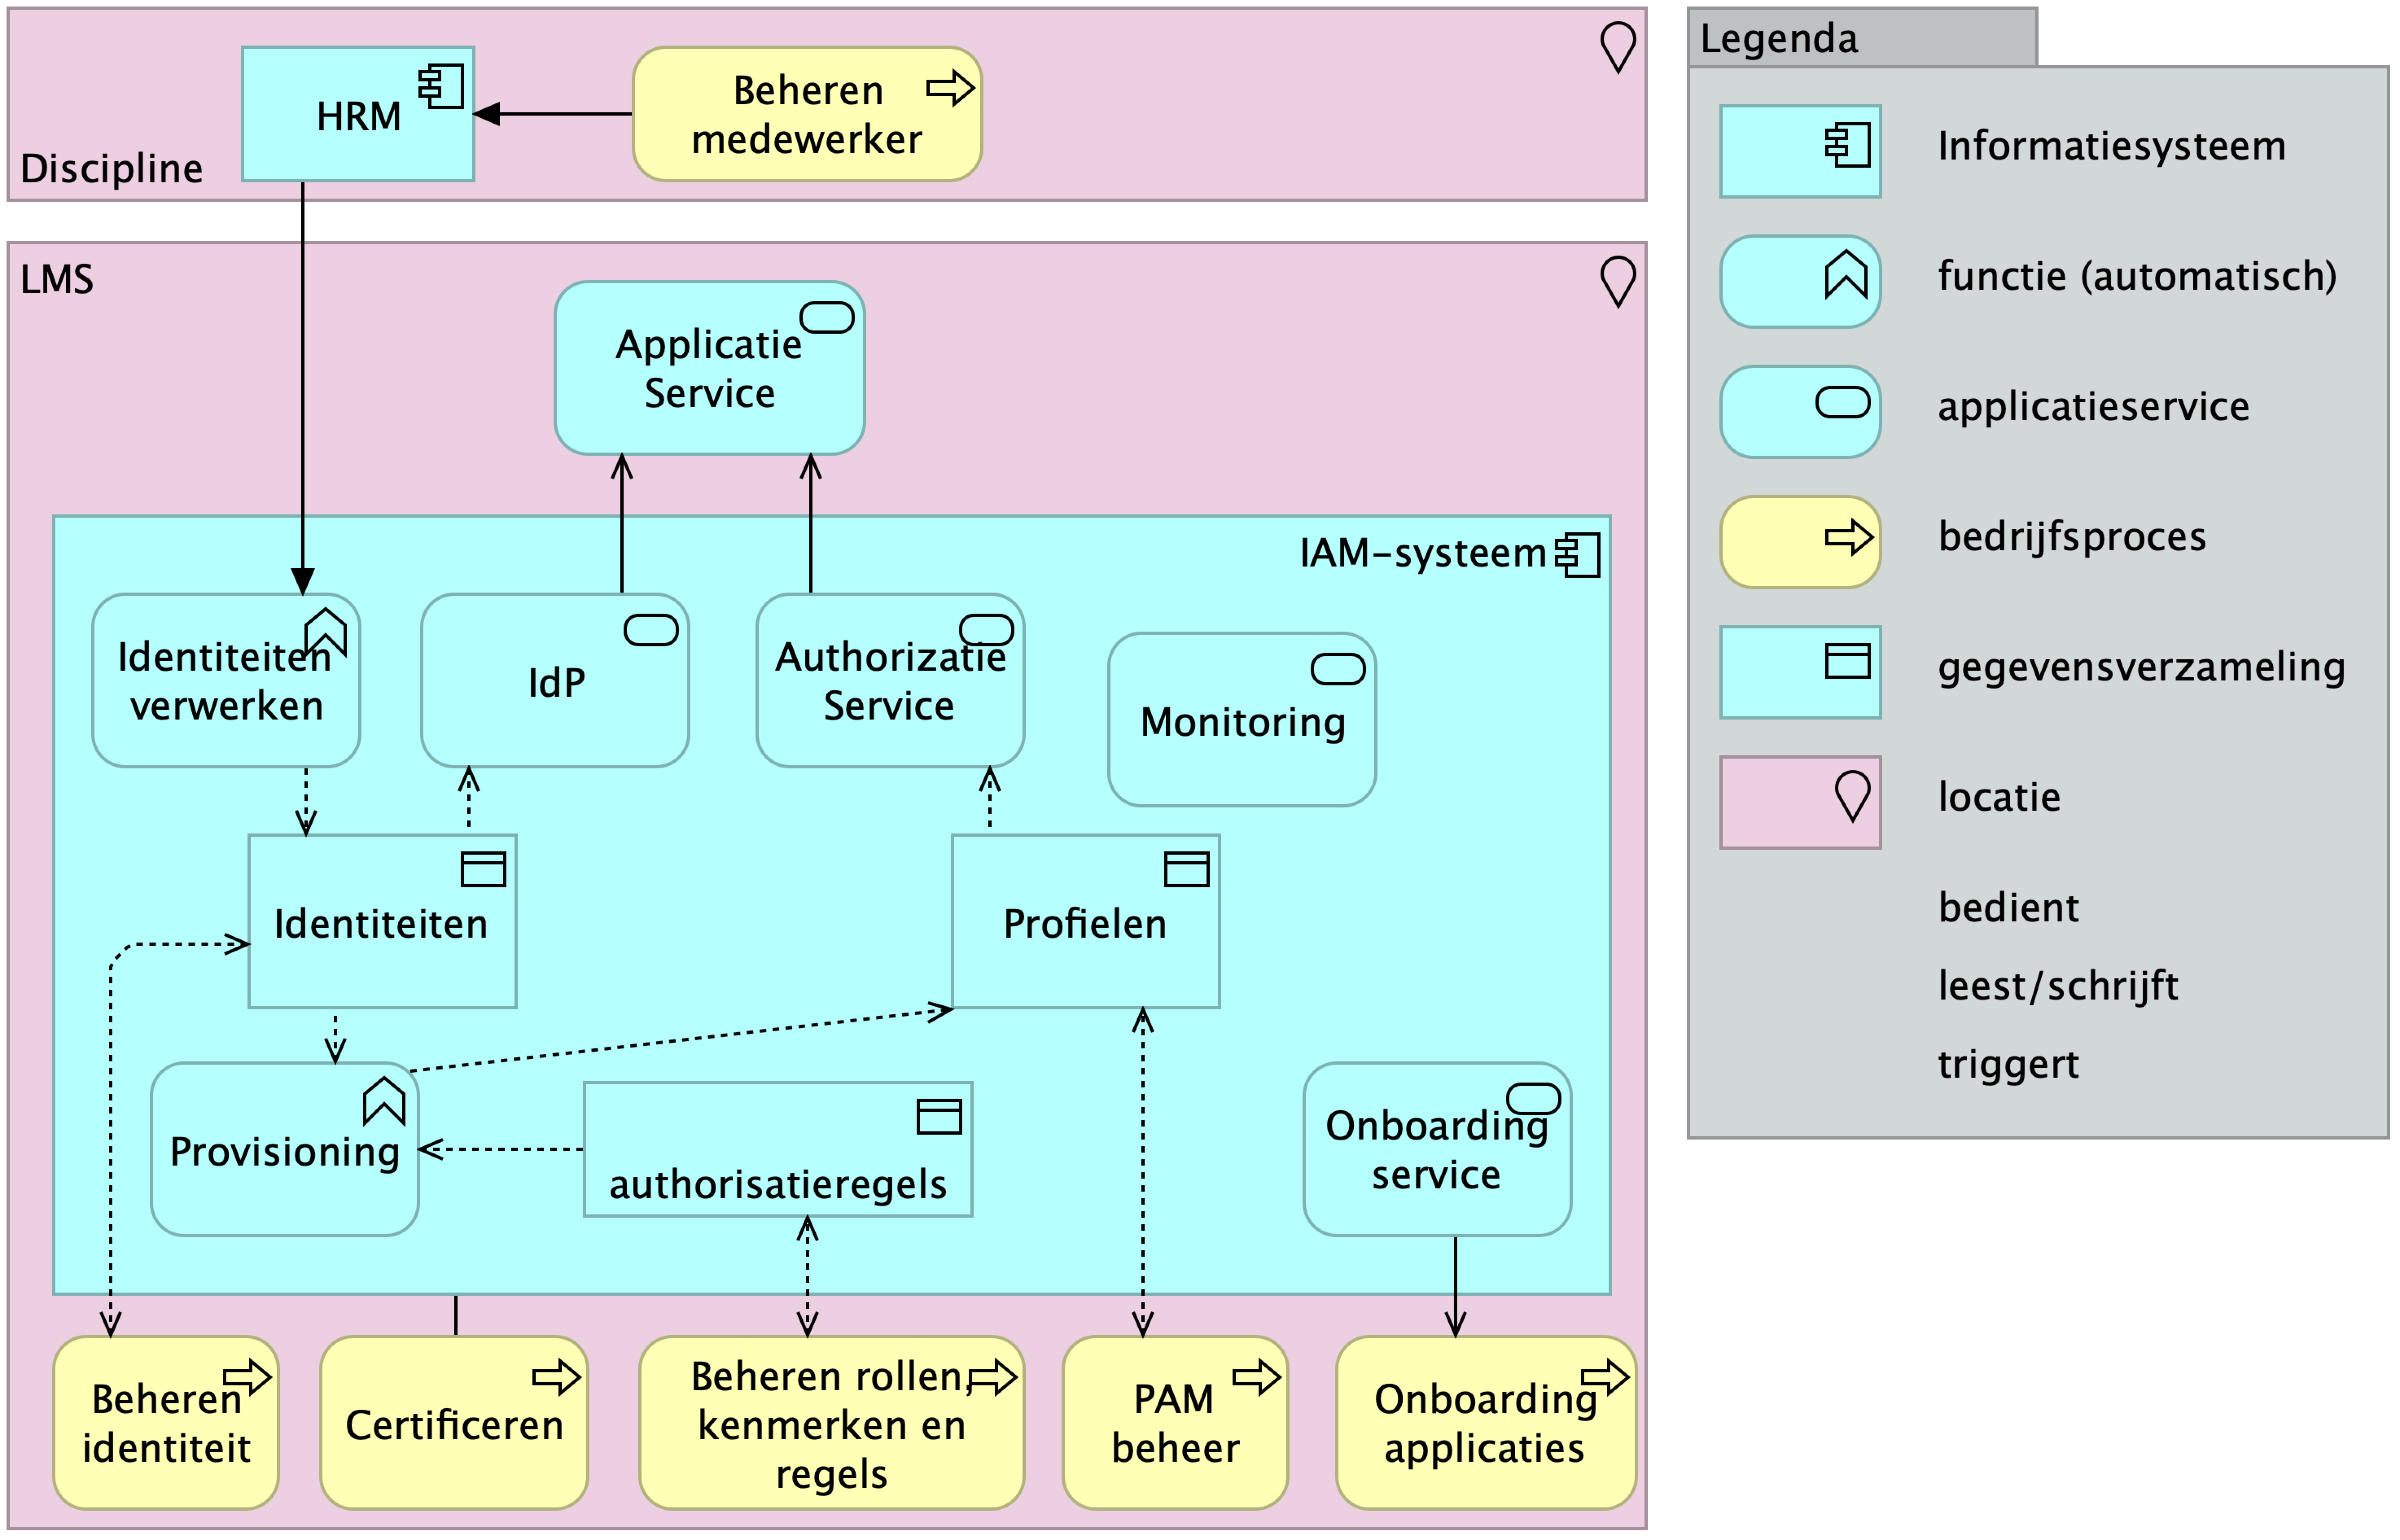 HRM
Beheren
medewerker
Discipline
LMS
Applicatie
Service
IAM-systeem
Identiteiten
verwerken
IdP
Authorizatie
Service
Monitoring
Identiteiten
Profielen
Provisioning
authorisatieregels
Onboarding
service
Beheren
identiteit
Certificeren
Beheren rollen,
kenmerken en
regels
PAM
beheer
Onboarding
applicaties
Legenda
Informatiesysteem
functie (automatisch)
applicatieservice
bedrijfsproces
gegevensverzameling
locatie
bedient
leest/schrijft
triggert